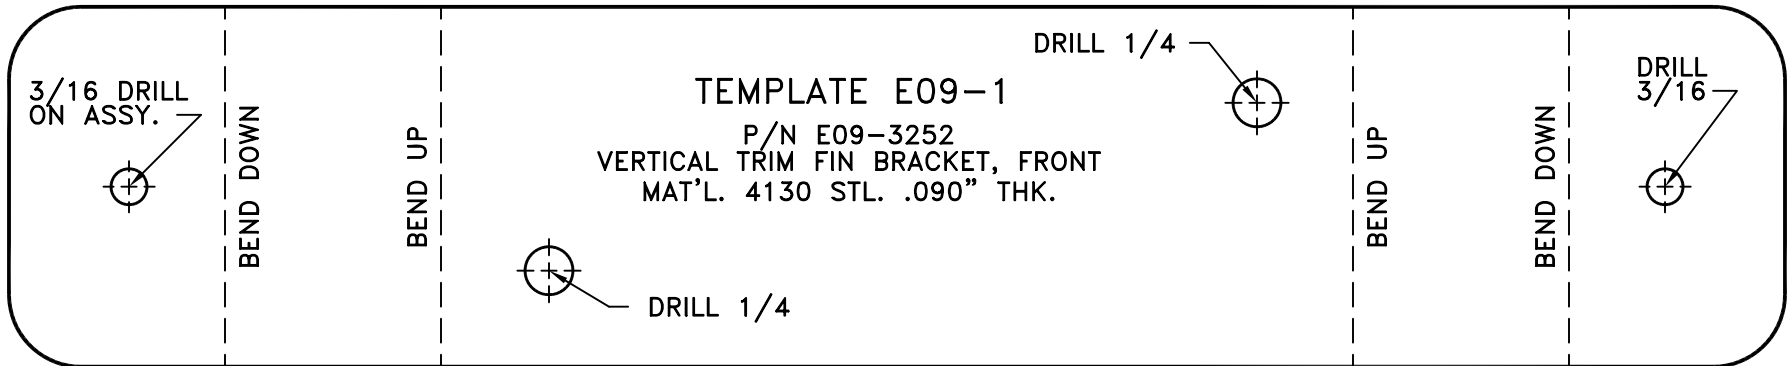 3/16 DRILL
ON ASSY.
BEND DOWN
BEND UP
TEMPLATE E09-1
P/N E09-3252
VERTICAL TRIM FIN BRACKET, FRONT
MAT'L. 4130 STL. .090” THK.
DRILL 1/4
DRILL 1/4
BEND UP
BEND DOWN
DRILL
3/16